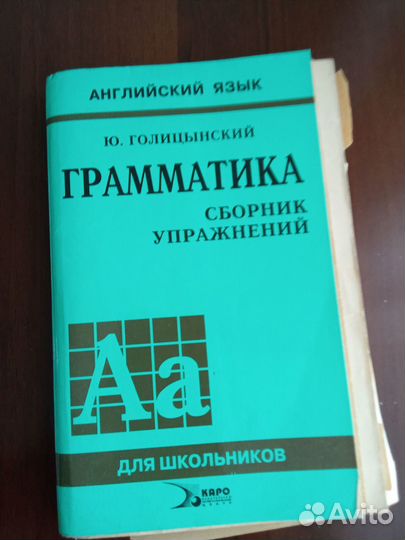 АНГЛИЙСКИЙ ЯЗЫК
Ю. ГОЛИЦЫНСКИЙ
ГРАММАТИКА
СБОРНИК
УПРАЖНЕНИЙ
Aa
ДЛЯ ШКОЛЬНИКОВ
КАРО
Avito